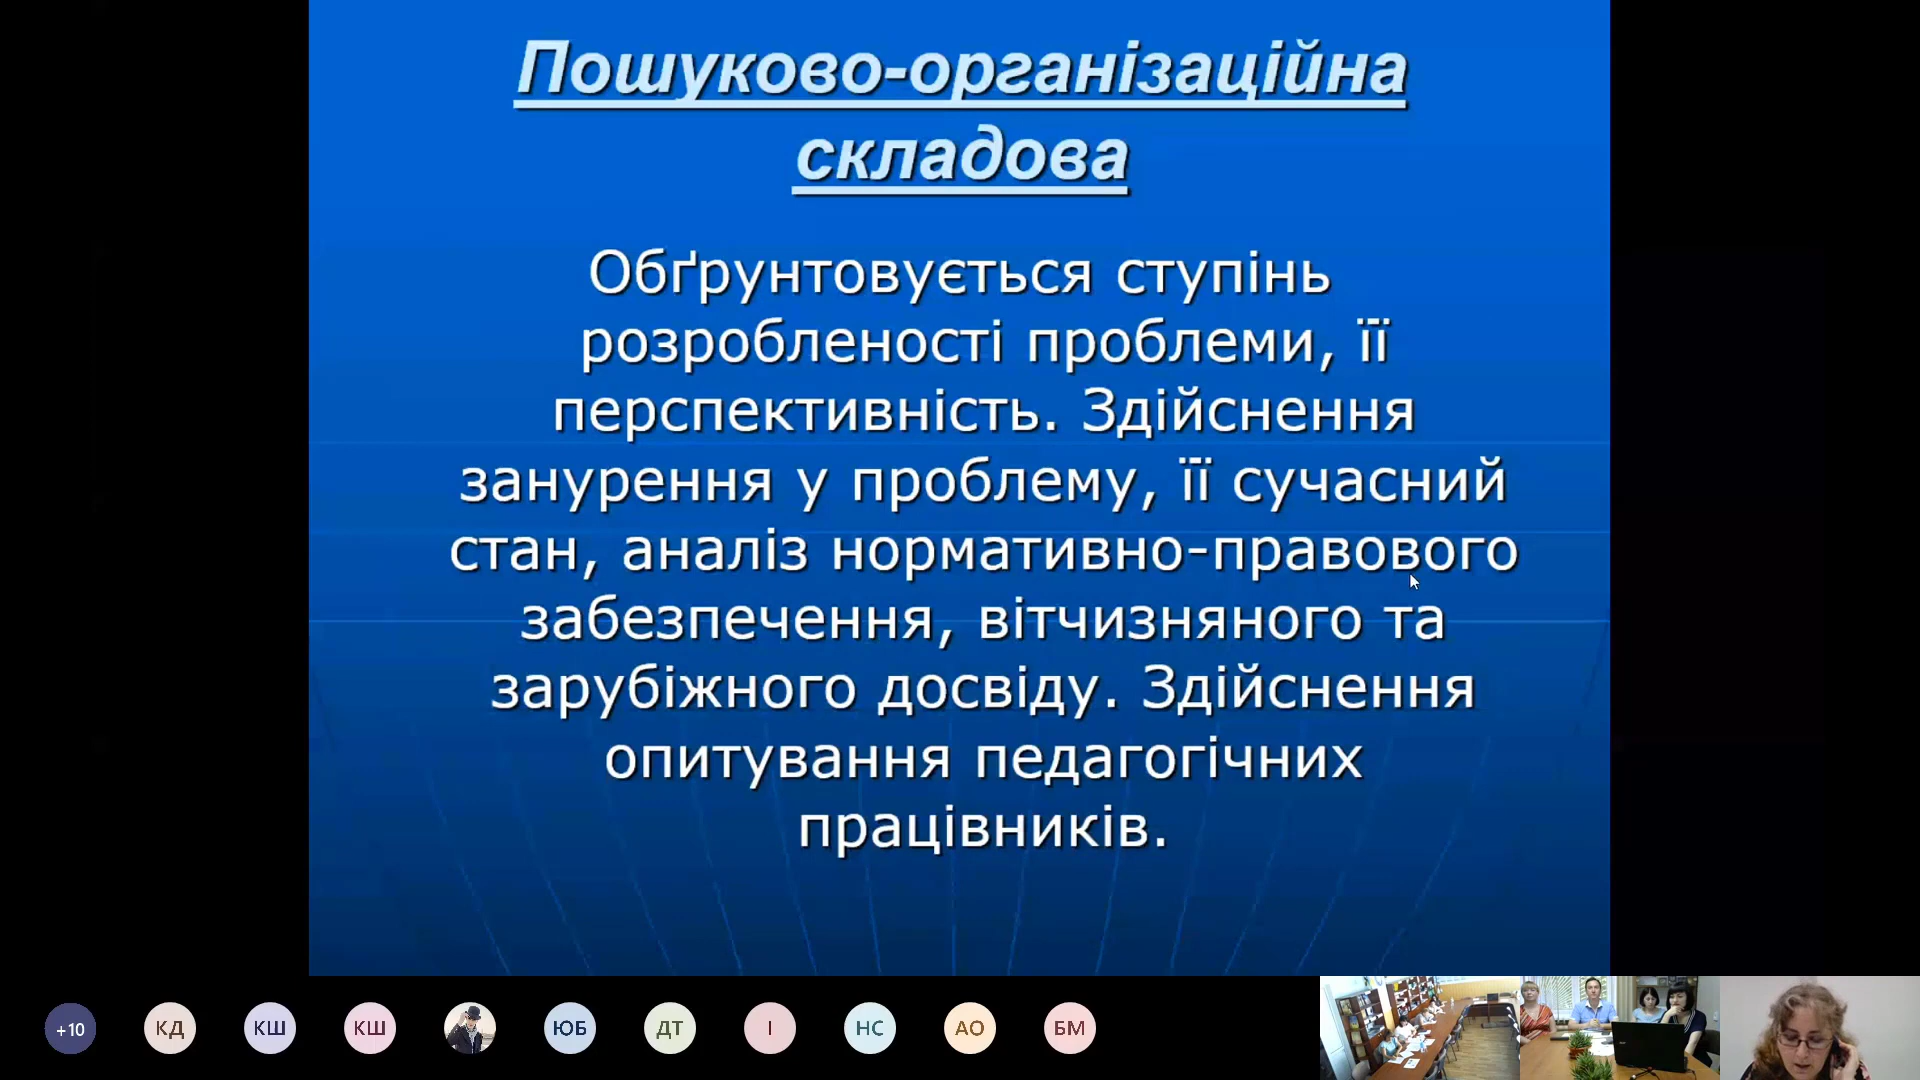 Пошуково-організаційна
складова
Обґрунтовується ступінь
розробленості проблеми, її
перспективність. Здійснення
занурення у проблему, її сучасний
стан, аналіз нормативно-правового
забезпечення, вітчизняного та
зарубіжного досвіду. Здійснення
опитування педагогічних
працівників.
+10 КД КШ КШ ЮБ ДТ І НС АО БМ